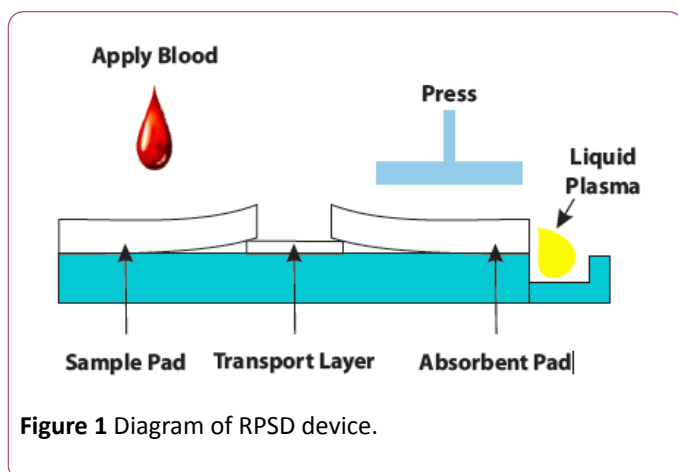 Apply Blood
Press
Liquid
Plasma
Sample Pad
Transport Layer
Absorbent Pad
Figure 1 Diagram of RPSD device.